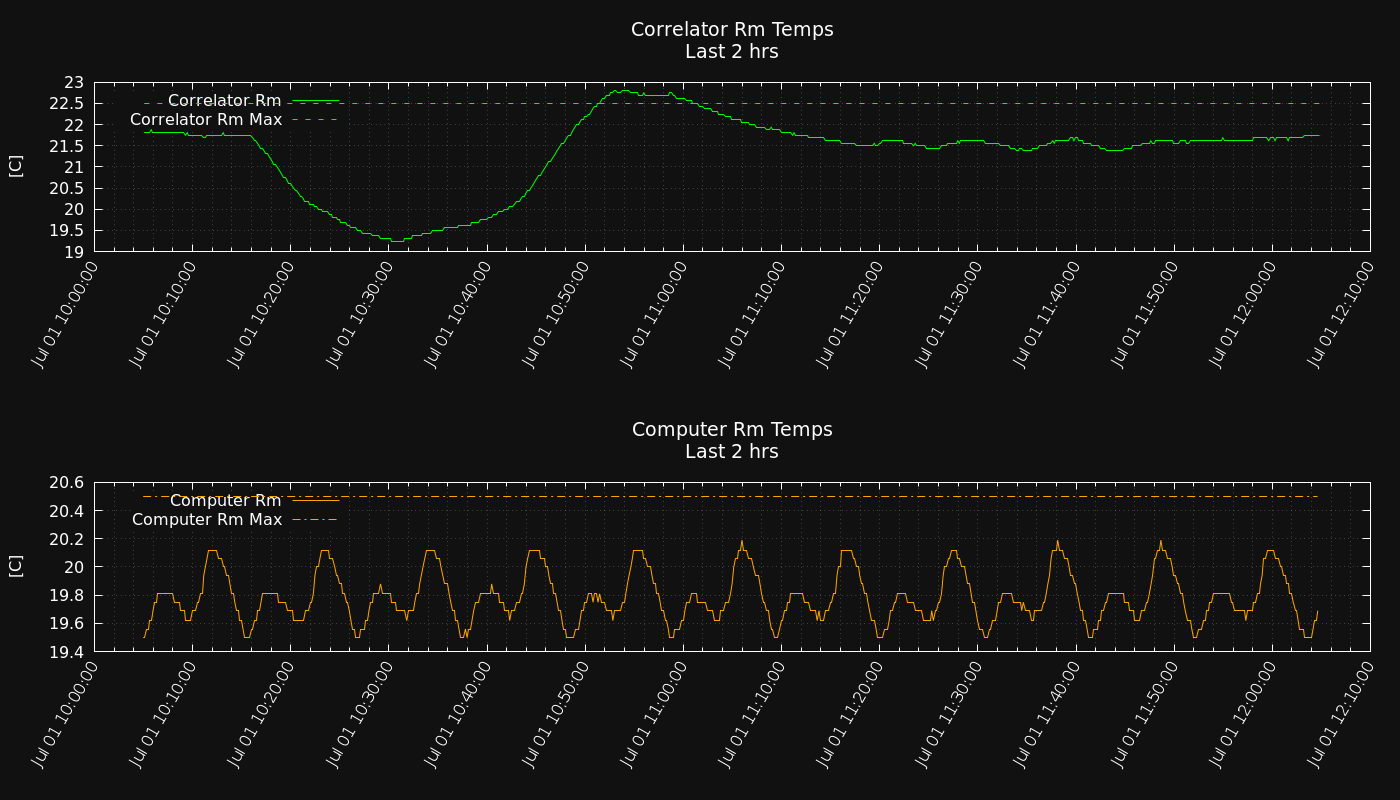 Correlator Rm Temps
Last 2 hrs
23
22.5
22
21.5
21
20.5
20
19.5
19
[C]
Correlator Rm
Correlator Rm Max
Jul 01 10:00:00
Jul 01 10:10:00
Jul 01 10:20:00
Jul 01 10:30:00
Jul 01 10:40:00
Jul 01 10:50:00
Jul 01 11:00:00
Jul 01 11:10:00
Jul 01 11:20:00
Jul 01 11:30:00
Jul 01 11:40:00
Jul 01 11:50:00
Jul 01 12:00:00
Jul 01 12:10:00
Computer Rm Temps
Last 2 hrs
20.6
20.4
20.2
20
19.8
19.6
19.4
[C]
Computer Rm
Computer Rm Max
Jul 01 10:00:00
Jul 01 10:10:00
Jul 01 10:20:00
Jul 01 10:30:00
Jul 01 10:40:00
Jul 01 10:50:00
Jul 01 11:00:00
Jul 01 11:10:00
Jul 01 11:20:00
Jul 01 11:30:00
Jul 01 11:40:00
Jul 01 11:50:00
Jul 01 12:00:00
Jul 01 12:10:00